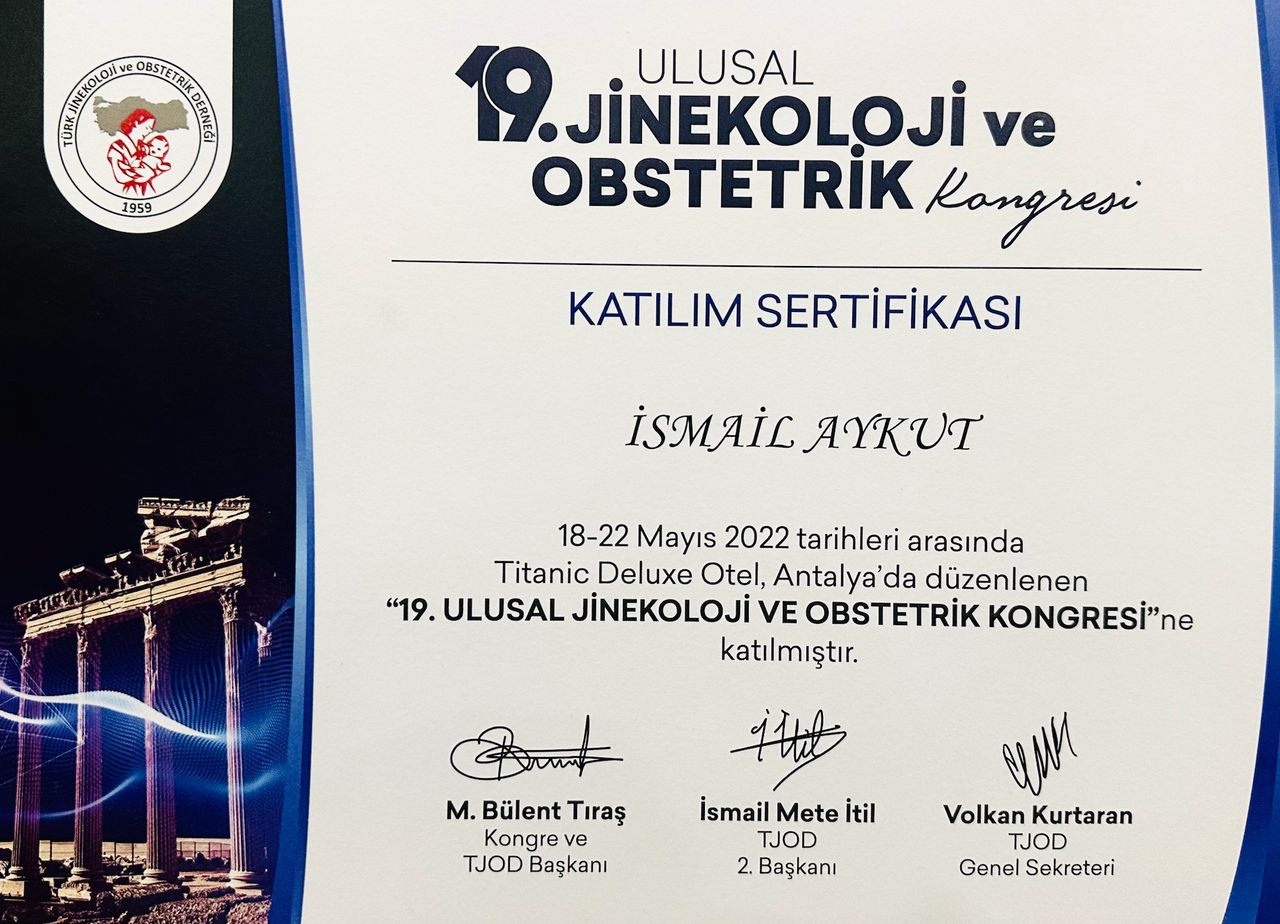 TÜRK JİNEKOLOJİ ve OBSTETRİK DERNEĞİ
1959
19. ULUSAL
JİNEKOLOJİ ve
OBSTETRİK Kongresi
KATILIM SERTİFİKASI
İSMAİL AYKUT
18-22 Mayıs 2022 tarihleri arasında
Titanic Deluxe Otel, Antalya’da düzenlenen
“19. ULUSAL JİNEKOLOJİ VE OBSTETRİK KONGRESİ”ne
katılmıştır.
M. Bülent Tıraş
Kongre ve
TJOD Başkanı
İsmail Mete İtil
TJOD
2. Başkanı
Volkan Kurtaran
TJOD
Genel Sekreteri